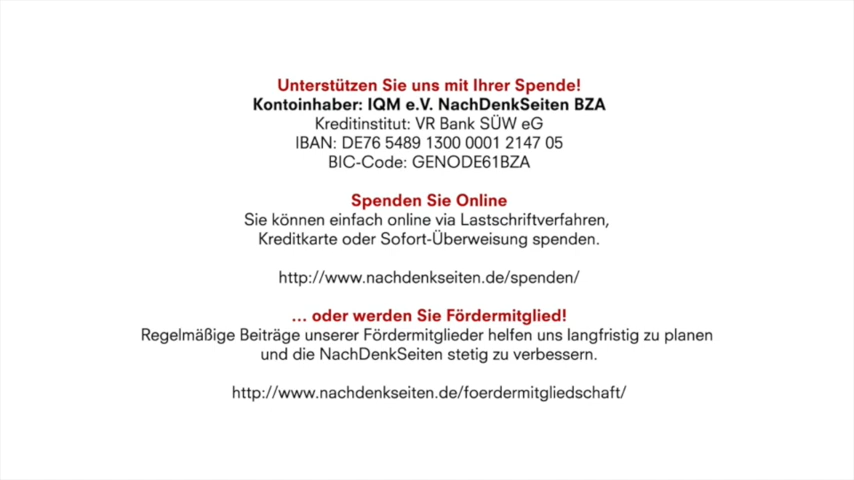 Unterstützen Sie uns mit Ihrer Spende!
Kontoinhaber: IQM e.V. NachDenkSeiten BZA
Kreditinstitut: VR Bank SÜW eG
IBAN: DE76 5489 1300 0001 2147 05
BIC-Code: GENODE61BZA
Spenden Sie Online
Sie können einfach online via Lastschriftverfahren,
Kreditkarte oder Sofort-Überweisung spenden.
http://www.nachdenkseiten.de/spenden/
... oder werden Sie Fördermitglied!
Regelmäßige Beiträge unserer Fördermitglieder helfen uns langfristig zu planen
und die NachDenkSeiten stetig zu verbessern.
http://www.nachdenkseiten.de/foerdermitgliedschaft/